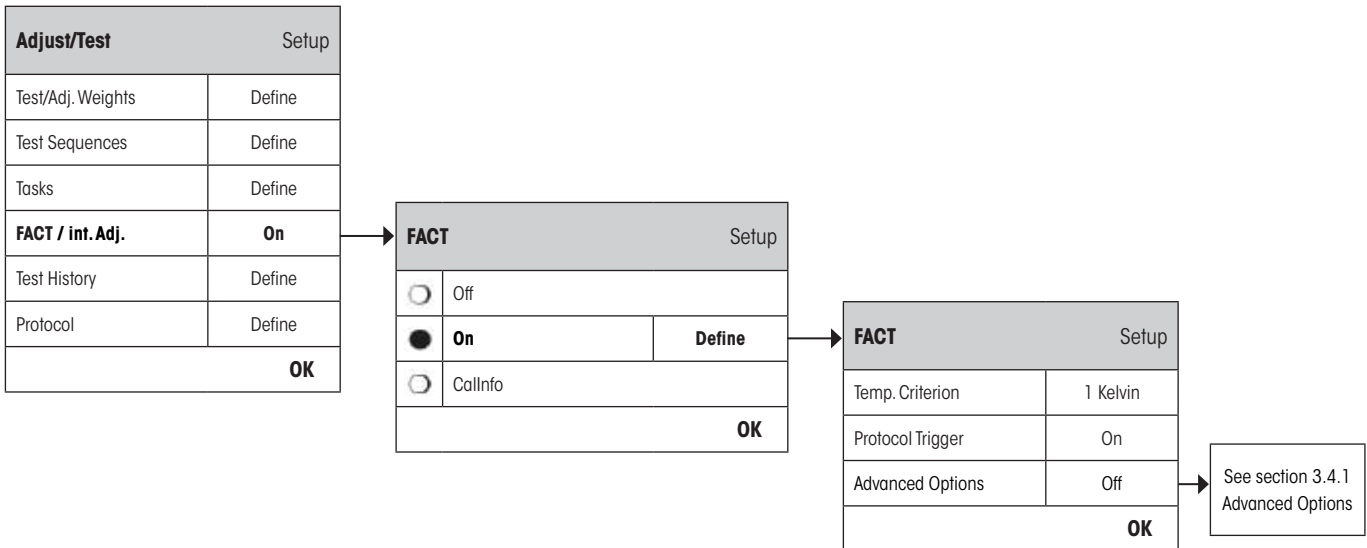 Adjust/Test Setup
Test/Adj. Weights Define
Test Sequences Define
Tasks Define
FACT / int. Adj. On
Test History Define
Protocol Define
OK
FACT Setup
Off
On Define
CalInfo
OK
FACT Setup
Temp. Criterion 1 Kelvin
Protocol Trigger On
Advanced Options Off
OK
See section 3.4.1
Advanced Options